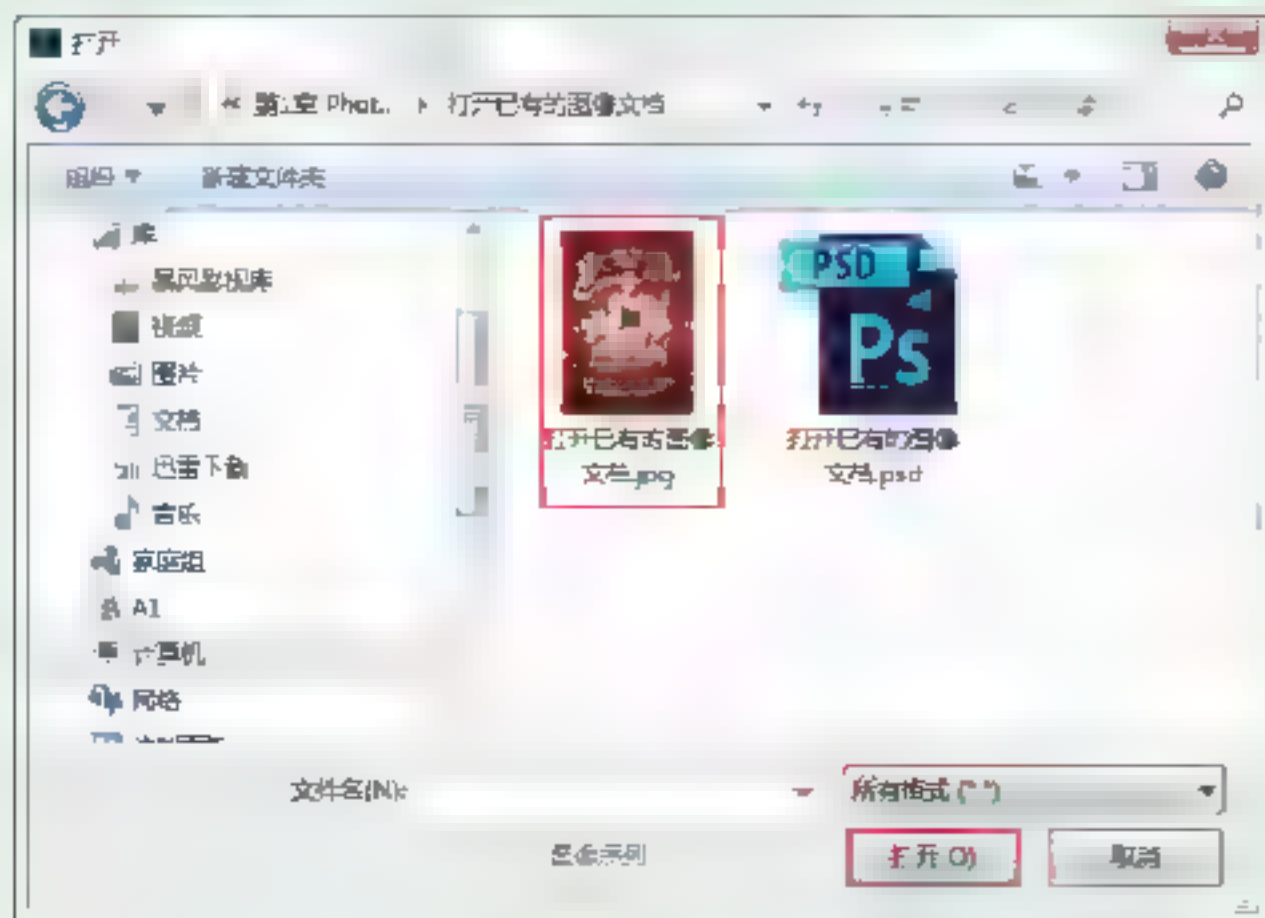 打开
« 第1章 Phot... ▸ 打开已有的图像文档
组织 ▼ 新建文件夹
库
暴风影视库
视频
图片
文档
迅雷下载
音乐
家庭组
A1
计算机
网络
PSD
Ps
打开已有的图像
文档.jpg
打开已有的图像
文档.psd
文件名(N):
所有格式 (*.*)
图像序列
打开(O)
取消